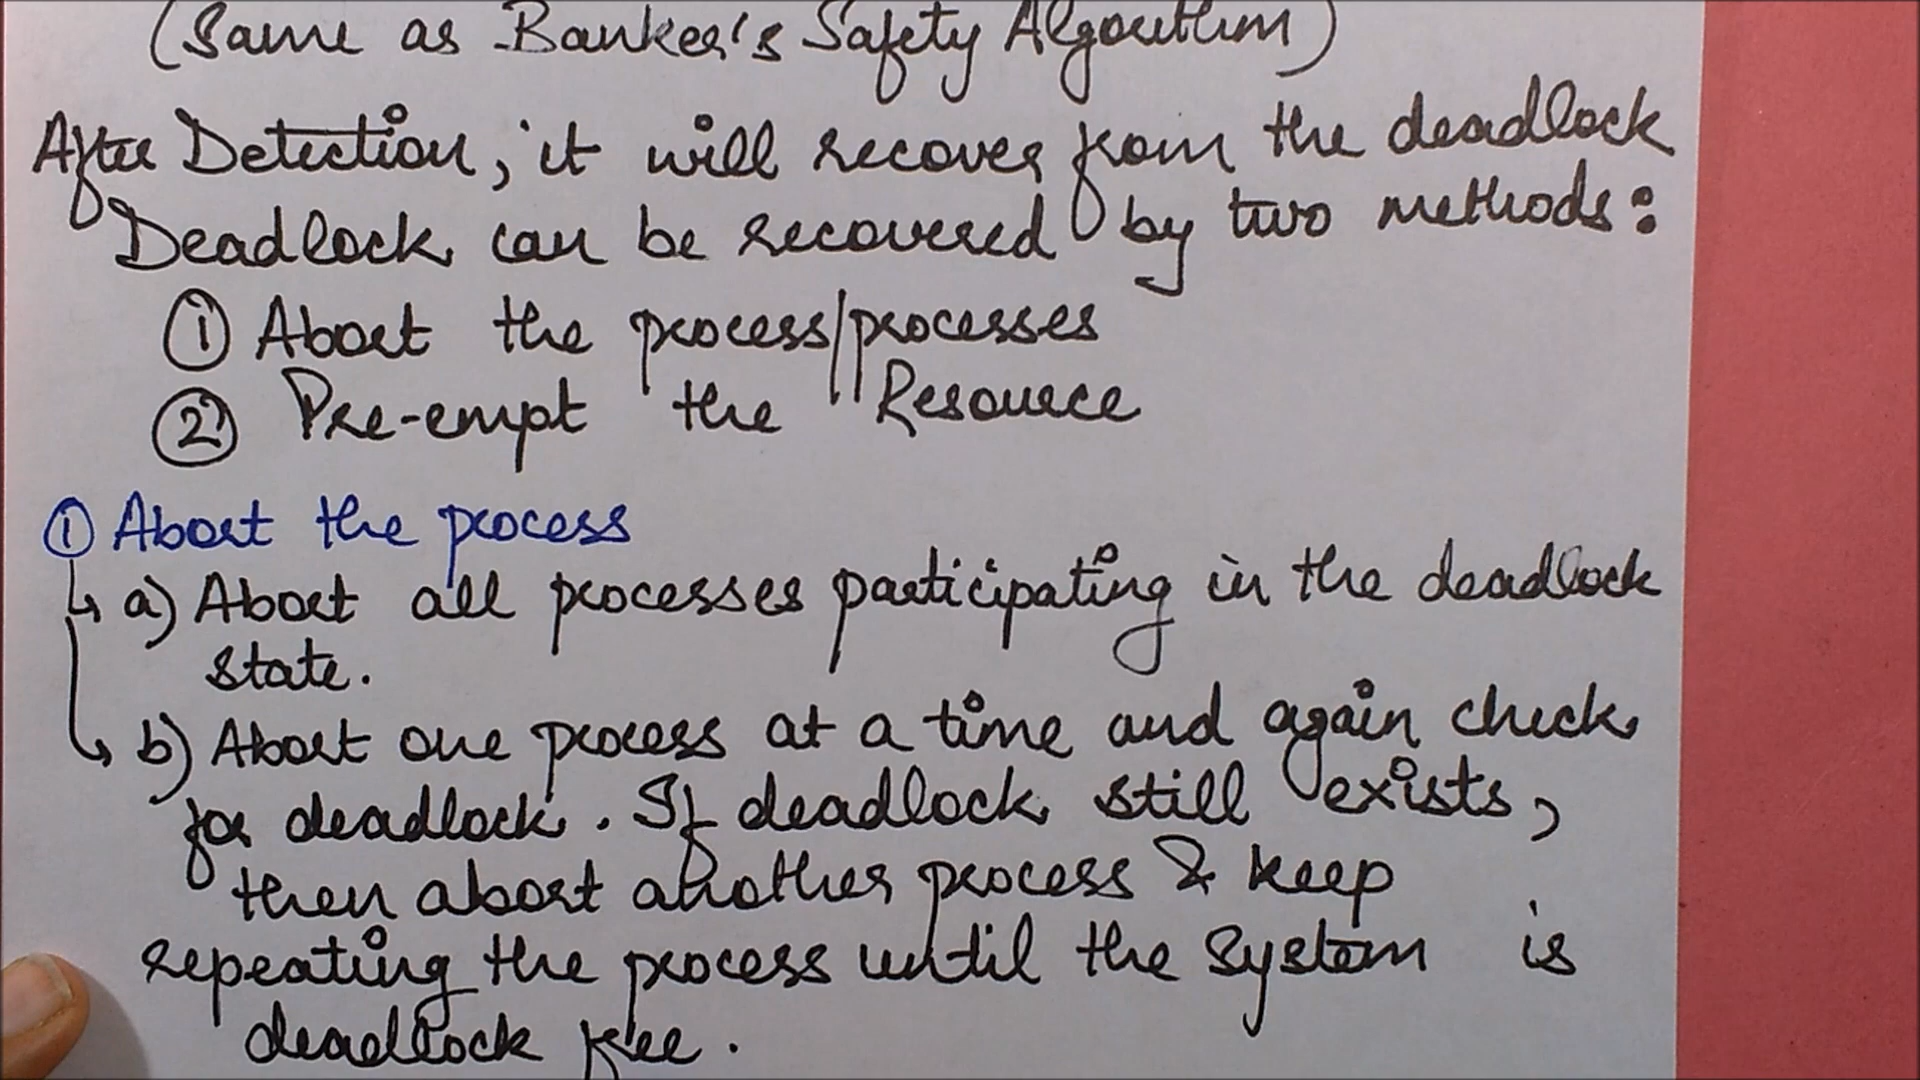 (Same as Banker's Safety Algorithm)
After Detection, it will recover from the deadlock
Deadlock can be recovered by two methods:
① Abort the process/processes
② Pre-empt the Resource
① Abort the process
↳ a) Abort all processes participating in the deadlock
state.
↳ b) Abort one process at a time and again check
for deadlock. If deadlock still exists,
then abort another process & keep
repeating the process until the system is
deadlock free.